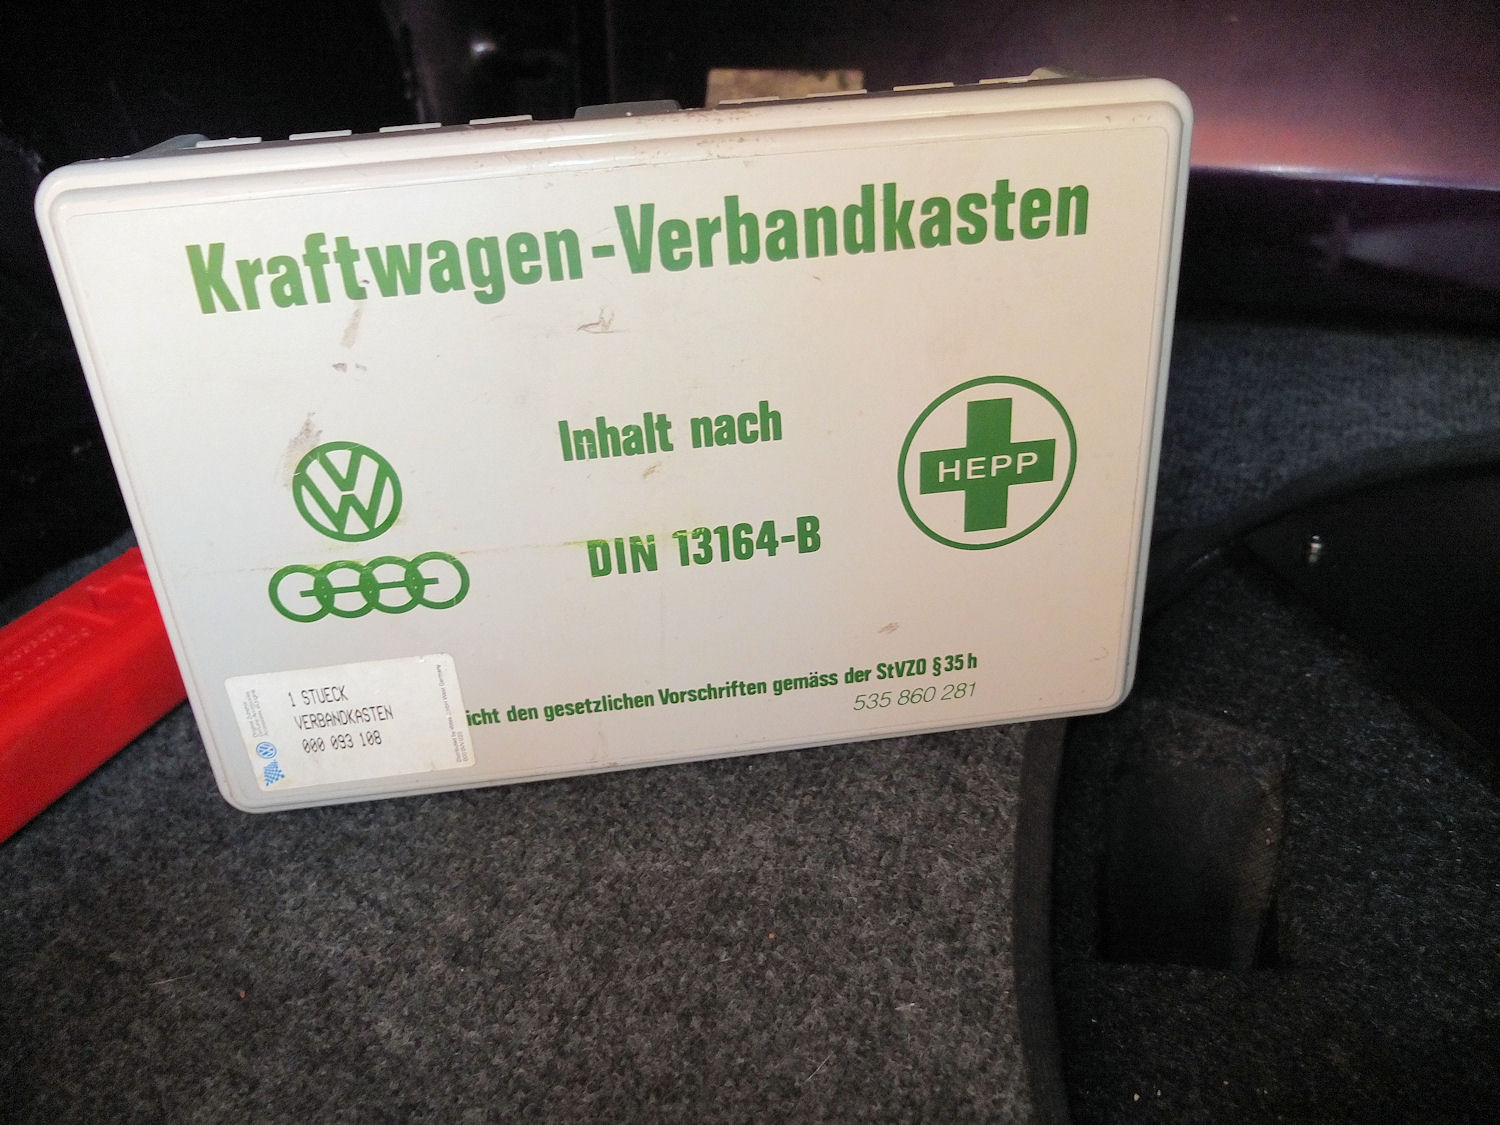 Kraftwagen-Verbandkasten
Inhalt nach
DIN 13164-B
HEPP
icht den gesetzlichen Vorschriften gemäss der StVZO § 35 h
535 860 281
1 STUECK
VERBANDKASTEN
000 093 108